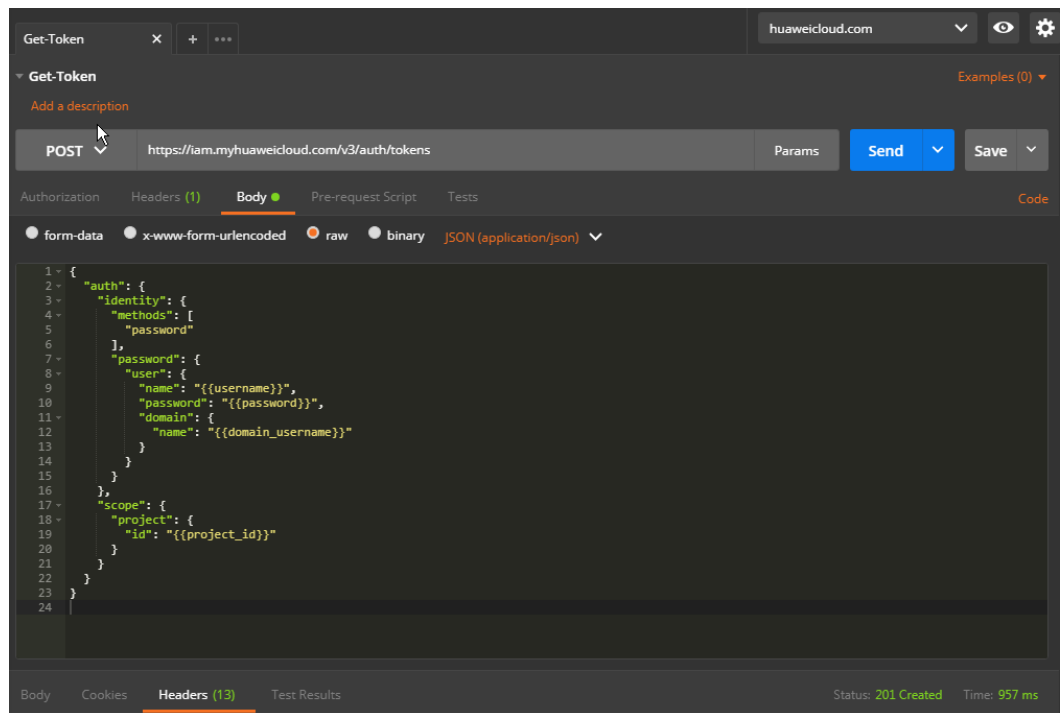 Get-Token × + ••• huaweicloud.com
Get-Token Examples (0)
Add a description
POST https://iam.myhuaweicloud.com/v3/auth/tokens Params Send Save
Authorization Headers (1) Body Pre-request Script Tests Code
form-data x-www-form-urlencoded raw binary JSON (application/json)
1 {
2 "auth": {
3 "identity": {
4 "methods": [
5 "password"
6 ],
7 "password": {
8 "user": {
9 "name": "{{username}}",
10 "password": "{{password}}",
11 "domain": {
12 "name": "{{domain_username}}"
13 }
14 }
15 }
16 },
17 "scope": {
18 "project": {
19 "id": "{{project_id}}"
20 }
21 }
22 }
23 }
24
Body Cookies Headers (13) Test Results Status: 201 Created Time: 957 ms